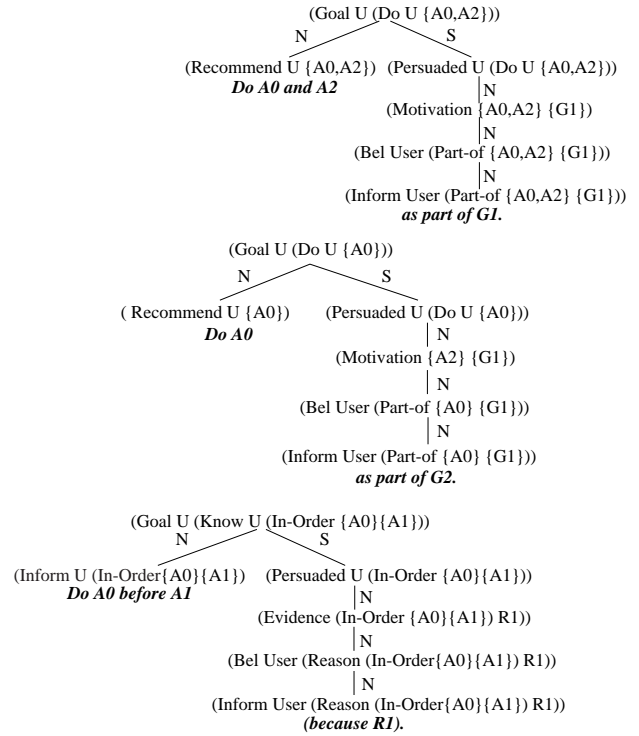 (Goal U (Do U {A0,A2}))
N S
(Recommend U {A0,A2}) (Persuaded U (Do U {A0,A2}))
Do A0 and A2 N
(Motivation {A0,A2} {G1})
N
(Bel User (Part-of {A0,A2} {G1}))
N
(Inform User (Part-of {A0,A2} {G1}))
as part of G1.
(Goal U (Do U {A0}))
N S
( Recommend U {A0}) (Persuaded U (Do U {A0}))
Do A0 N
(Motivation {A2} {G1})
N
(Bel User (Part-of {A0} {G1}))
N
(Inform User (Part-of {A0} {G1}))
as part of G2.
(Goal U (Know U (In-Order {A0}{A1}))
N S
(Inform U (In-Order{A0}{A1}) (Persuaded U (In-Order {A0}{A1}))
Do A0 before A1 N
(Evidence (In-Order {A0}{A1}) R1)
N
(Bel User (Reason (In-Order{A0}{A1}) R1))
N
(Inform User (Reason (In-Order{A0}{A1}) R1))
(because R1).